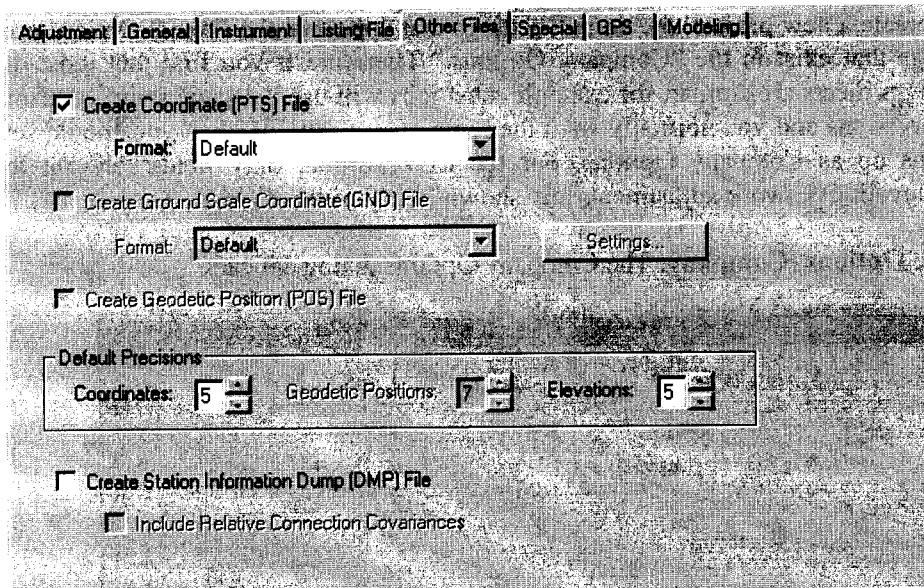 Adjustment General Instrument Listing File Other Files Special GPS Modeling
Create Coordinate (PTS) File
Format: Default
Create Ground Scale Coordinate (GND) File
Format: Default Settings...
Create Geodetic Position (POS) File
Default Precisions
Coordinates: 5 Geodetic Positions: 7 Elevations: 5
Create Station Information Dump (DMP) File
Include Relative Connection Covariances